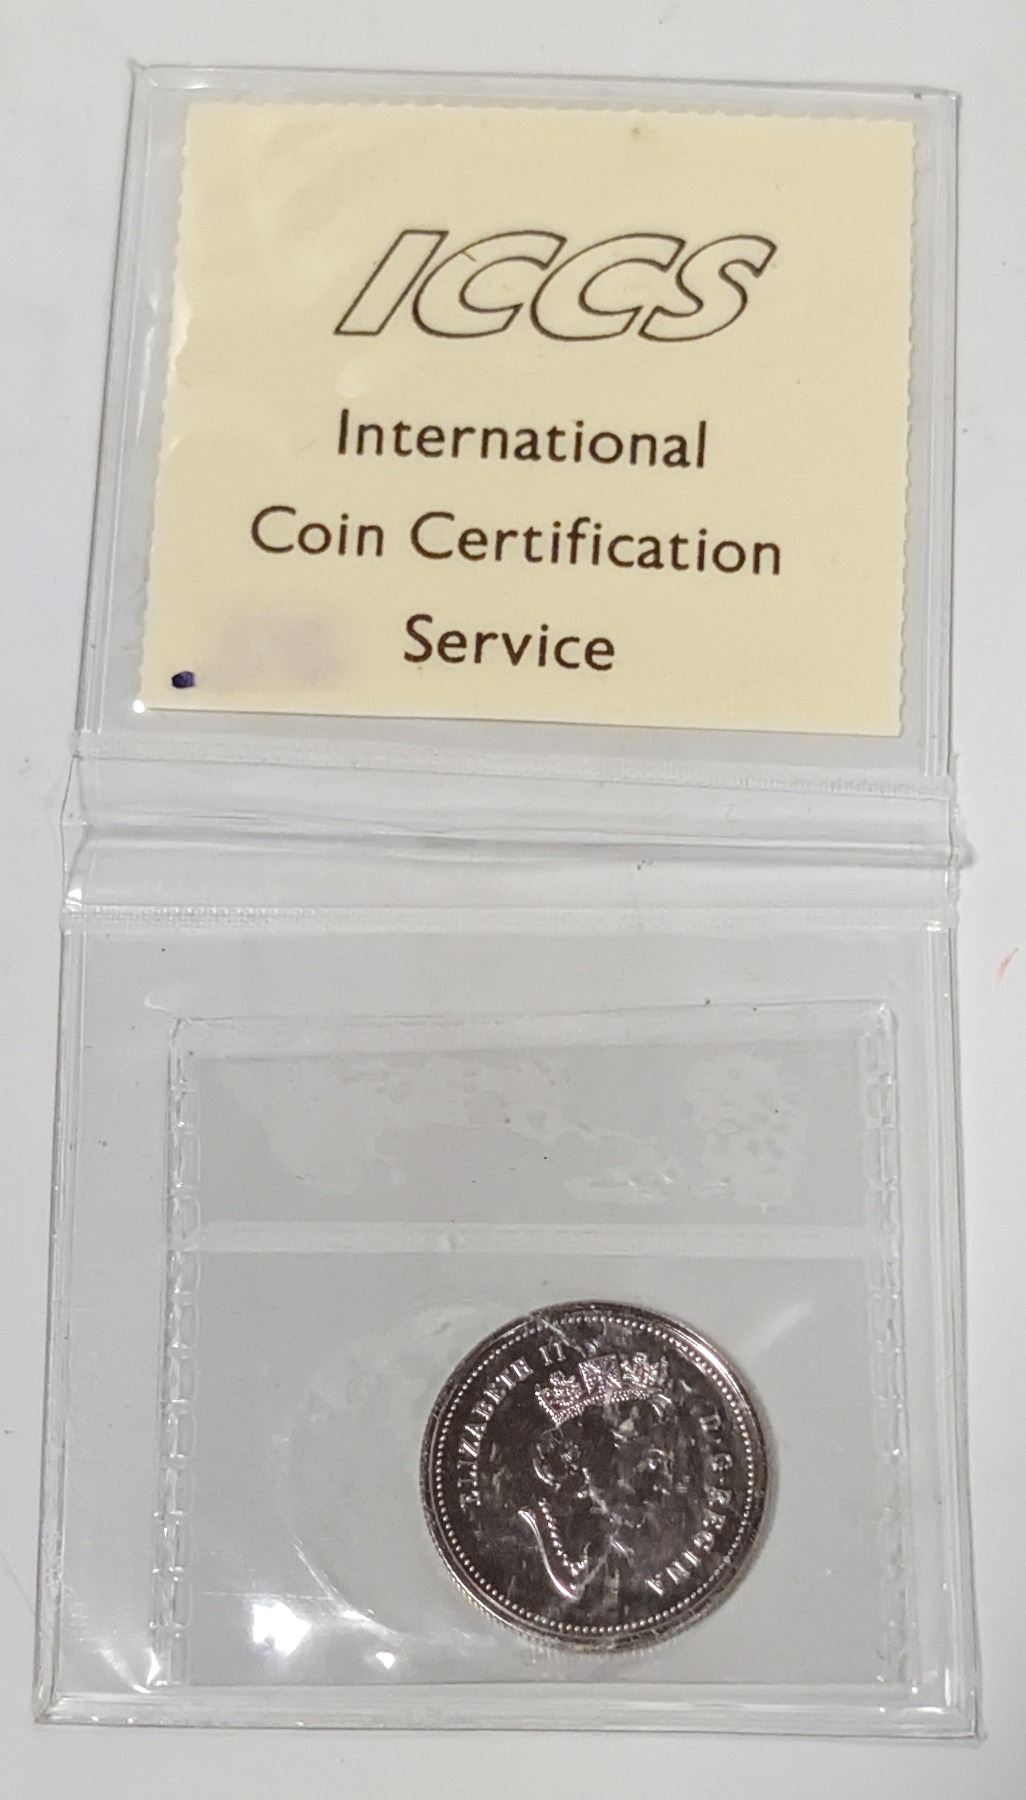 ICCS
International
Coin Certification
Service
ELIZABETH II D·G·REGINA